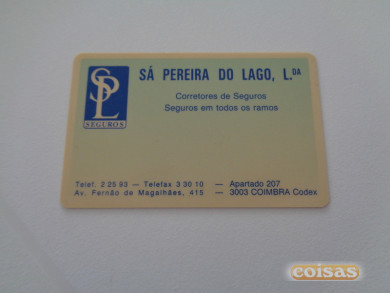 SPL
SEGUROS
SÁ PEREIRA DO LAGO, L.DA
Corretores de Seguros
Seguros em todos os ramos
Telef. 2 25 93 — Telefax 3 30 10 — Apartado 207
Av. Fernão de Magalhães, 415 — 3003 COIMBRA Codex
coisas